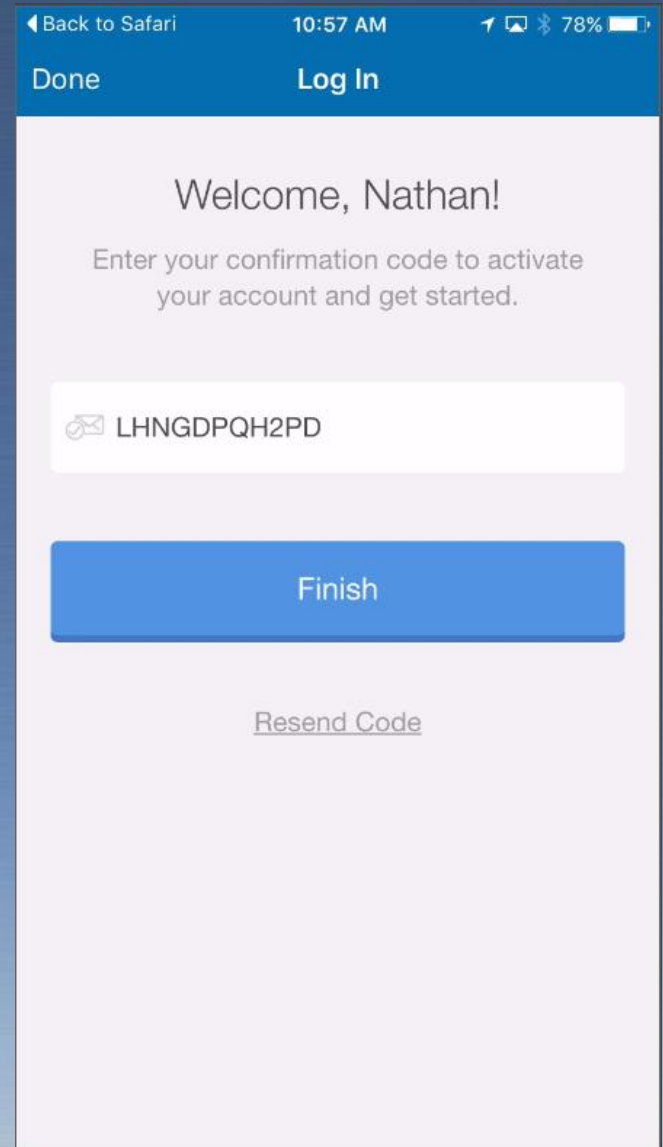 Back to Safari 10:57 AM 78%
Done Log In
Welcome, Nathan!
Enter your confirmation code to activate
your account and get started.
LHNGDPQH2PD
Finish
Resend Code